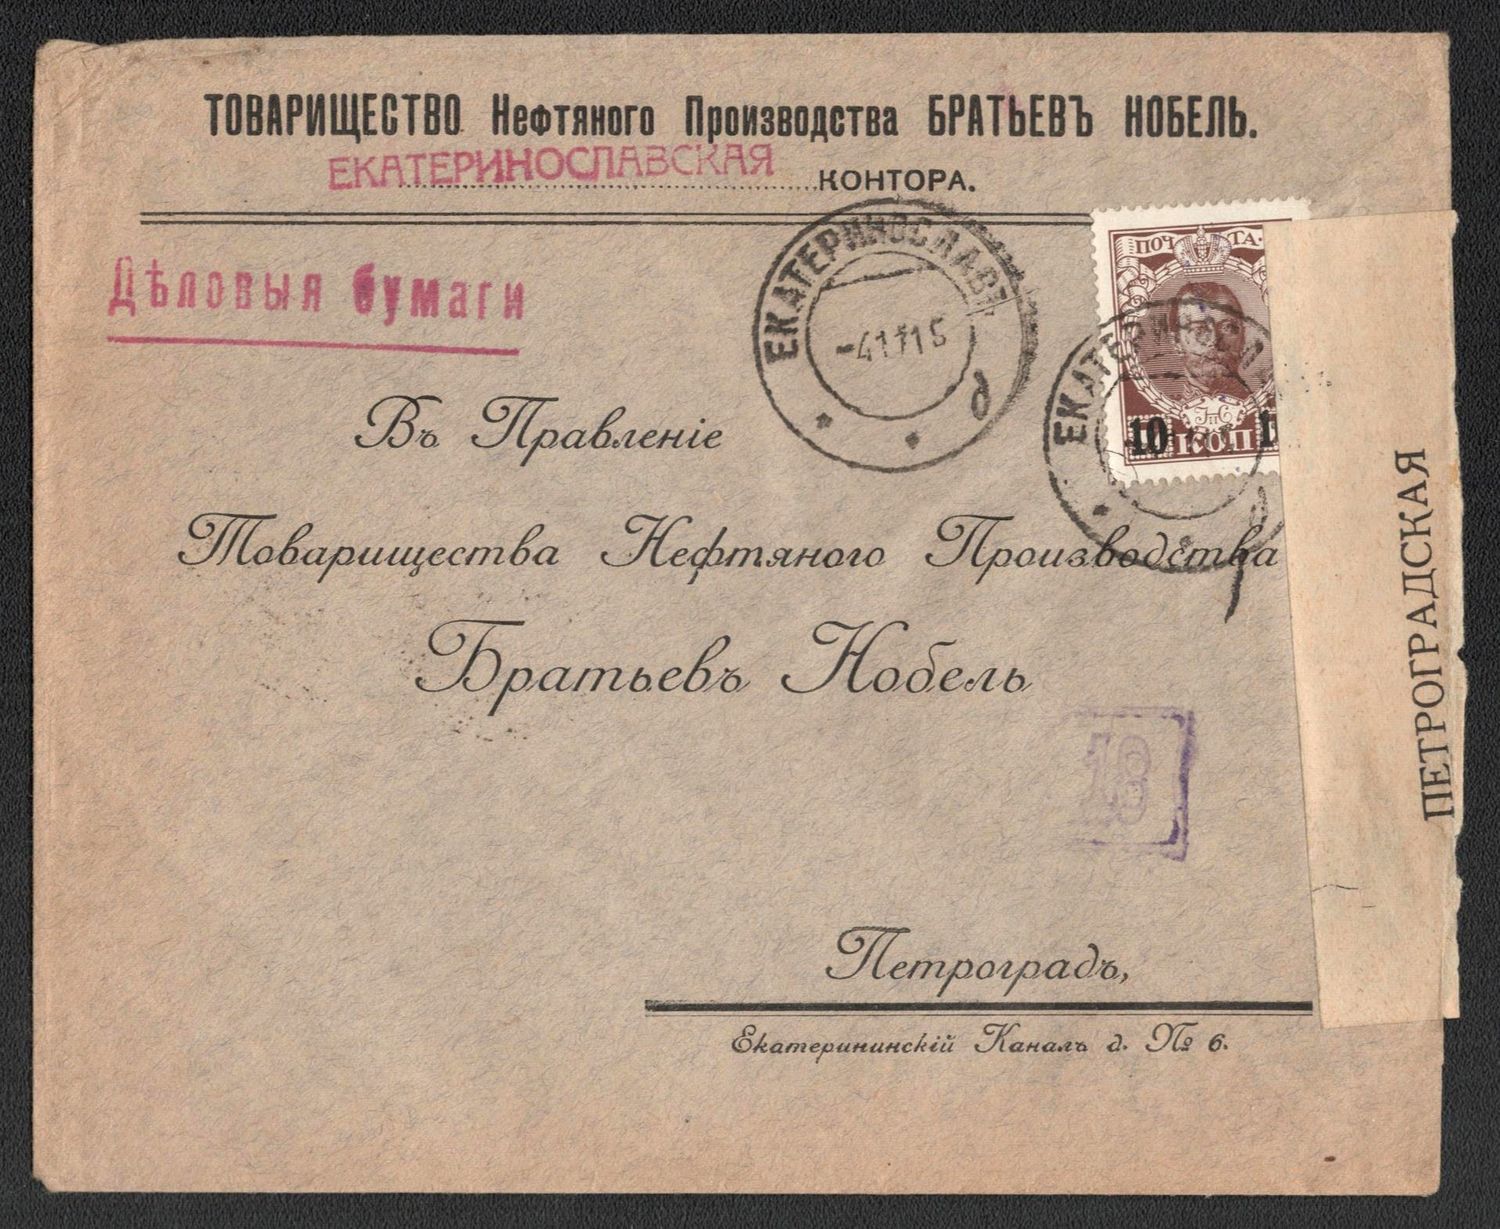 ТОВАРИЩЕСТВО Нефтяного Производства БРАТЬЕВЪ НОБЕЛЬ.
ЕКАТЕРИНОСЛАВСКАЯ КОНТОРА.
Дѣловыя бумаги
ЕКАТЕРИНОСЛАВЪ
-4 11 15
д
ПОЧТА.
10 КОП
ЕКАТЕРИНОСЛ
Въ Правленіе
Товарищества Нефтяного Производства
Братьевъ Нобель
18
ПЕТРОГРАДСКАЯ
Петроградъ,
Екатерининскій Каналъ д. № 6.